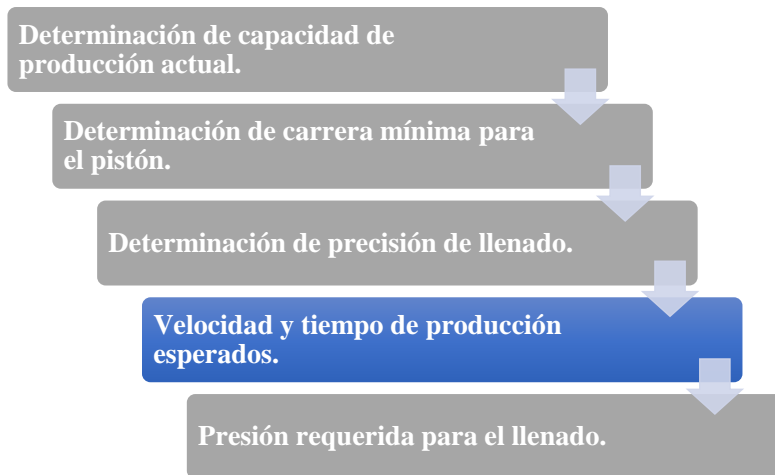 Determinación de capacidad de
producción actual.
Determinación de carrera mínima para
el pistón.
Determinación de precisión de llenado.
Velocidad y tiempo de producción
esperados.
Presión requerida para el llenado.